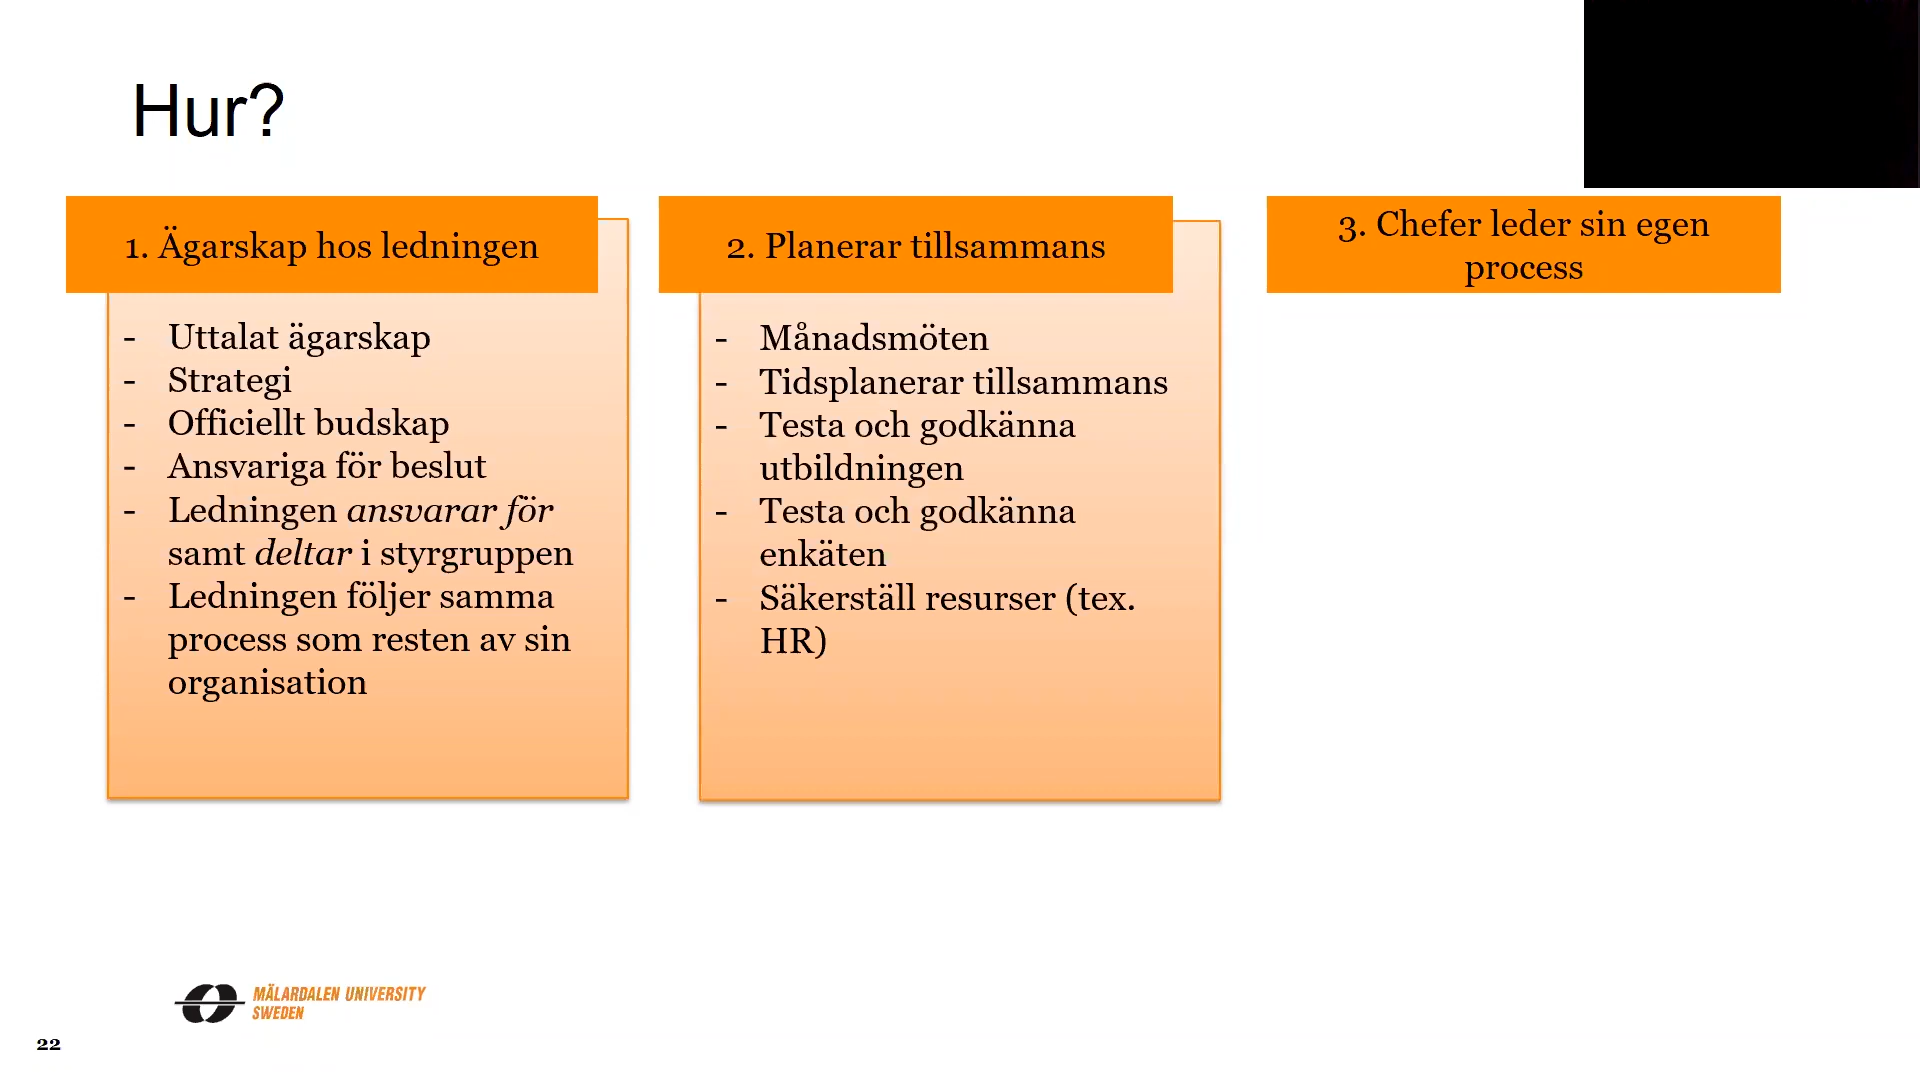 Hur?
1. Ägarskap hos ledningen
- Uttalat ägarskap
- Strategi
- Officiellt budskap
- Ansvariga för beslut
- Ledningen ansvarar för
samt deltar i styrgruppen
- Ledningen följer samma
process som resten av sin
organisation
2. Planerar tillsammans
- Månadsmöten
- Tidsplanerar tillsammans
- Testa och godkänna
utbildningen
- Testa och godkänna
enkäten
- Säkerställ resurser (tex.
HR)
3. Chefer leder sin egen
process
MÄLARDALEN UNIVERSITY
SWEDEN
22